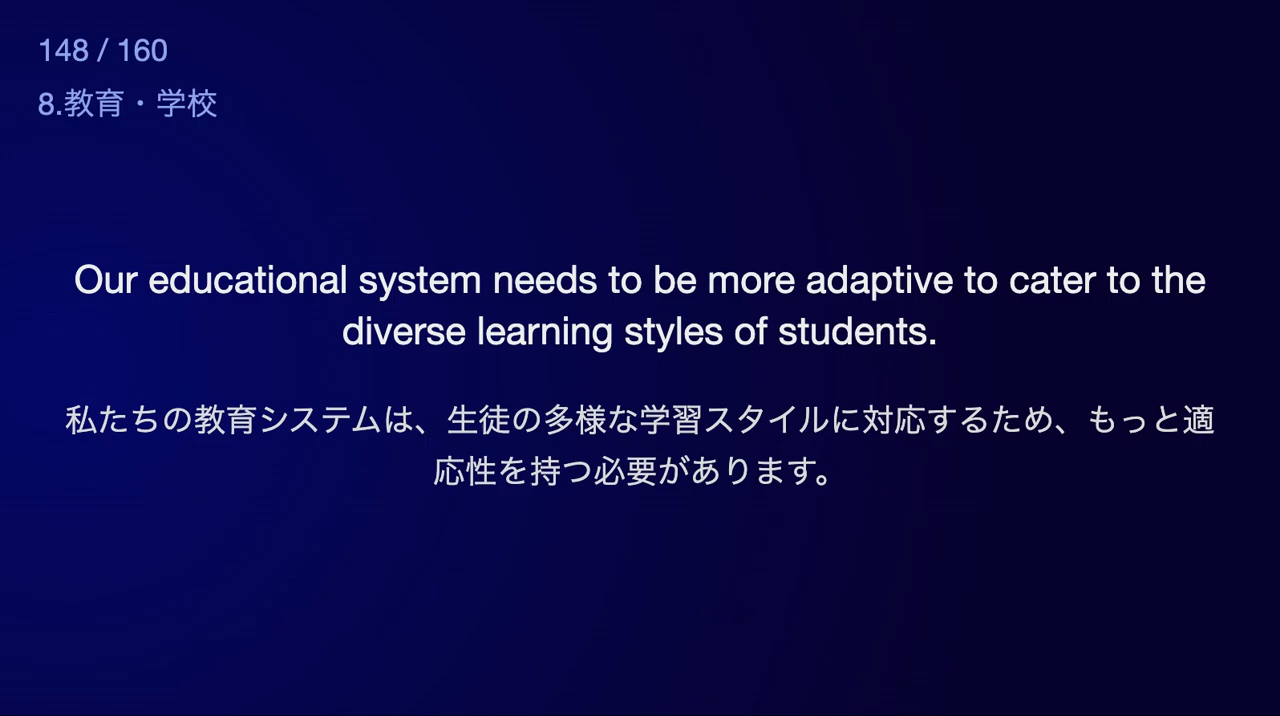 148 / 160
8.教育・学校
Our educational system needs to be more adaptive to cater to the
diverse learning styles of students.
私たちの教育システムは、生徒の多様な学習スタイルに対応するため、もっと適
応性を持つ必要があります。